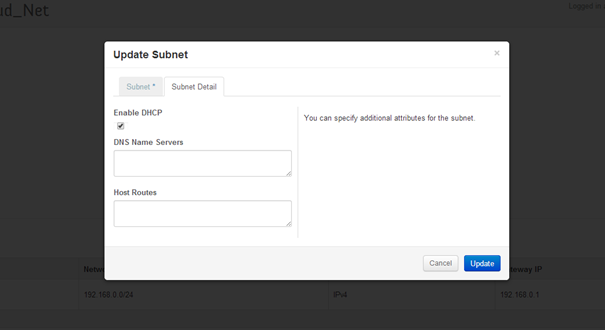 ud_Net
Logged in
Update Subnet
×
Subnet *
Subnet Detail
Enable DHCP
You can specify additional attributes for the subnet.
DNS Name Servers
Host Routes
Cancel
Update
Netw
eway IP
192.168.0.0/24
IPv4
192.168.0.1